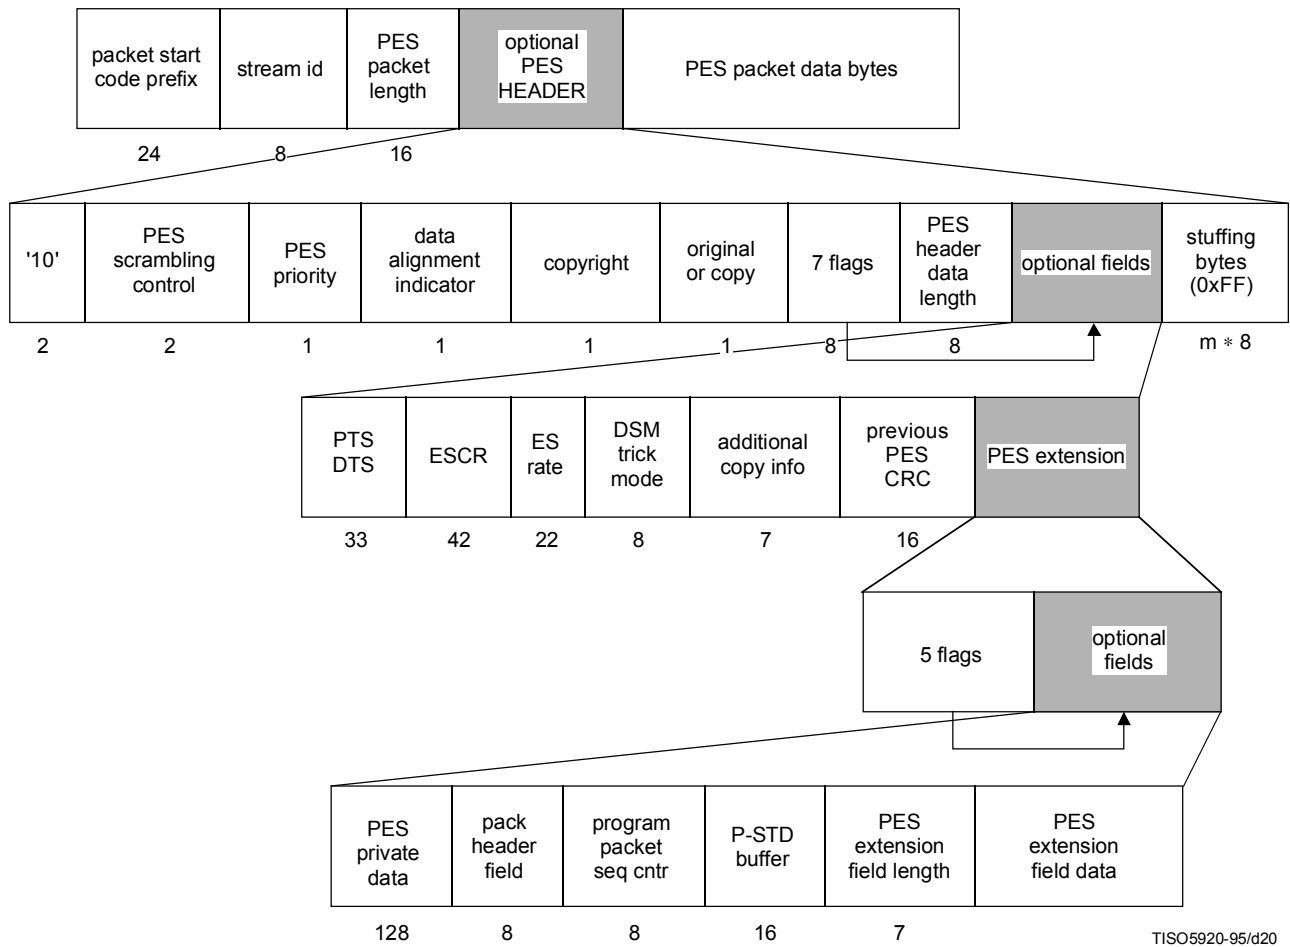 packet start
code prefix
stream id
PES
packet
length
optional
PES
HEADER
PES packet data bytes
24
8
16
'10'
PES
scrambling
control
PES
priority
data
alignment
indicator
copyright
original
or copy
7 flags
PES
header
data
length
optional fields
stuffing
bytes
(0xFF)
2
2
1
1
1
1
8
8
m ∗ 8
PTS
DTS
ESCR
ES
rate
DSM
trick
mode
additional
copy info
previous
PES
CRC
PES extension
33
42
22
8
7
16
5 flags
optional
fields
PES
private
data
pack
header
field
program
packet
seq cntr
P-STD
buffer
PES
extension
field length
PES
extension
field data
128
8
8
16
7
TISO5920-95/d20